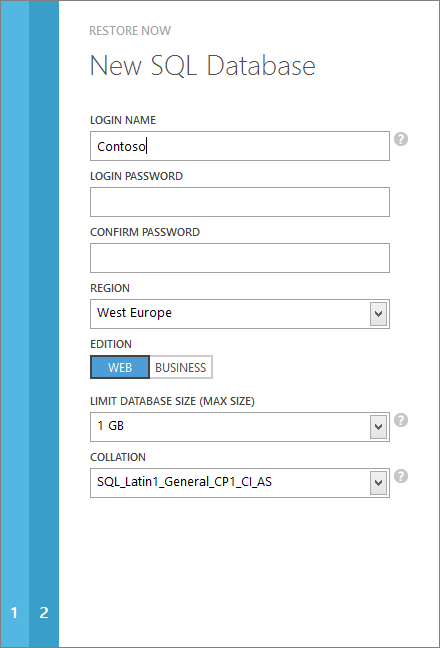 RESTORE NOW
New SQL Database
LOGIN NAME
Contoso
?
LOGIN PASSWORD
CONFIRM PASSWORD
REGION
West Europe
EDITION
WEB BUSINESS
LIMIT DATABASE SIZE (MAX SIZE)
1 GB
?
COLLATION
SQL_Latin1_General_CP1_CI_AS
?
1 2